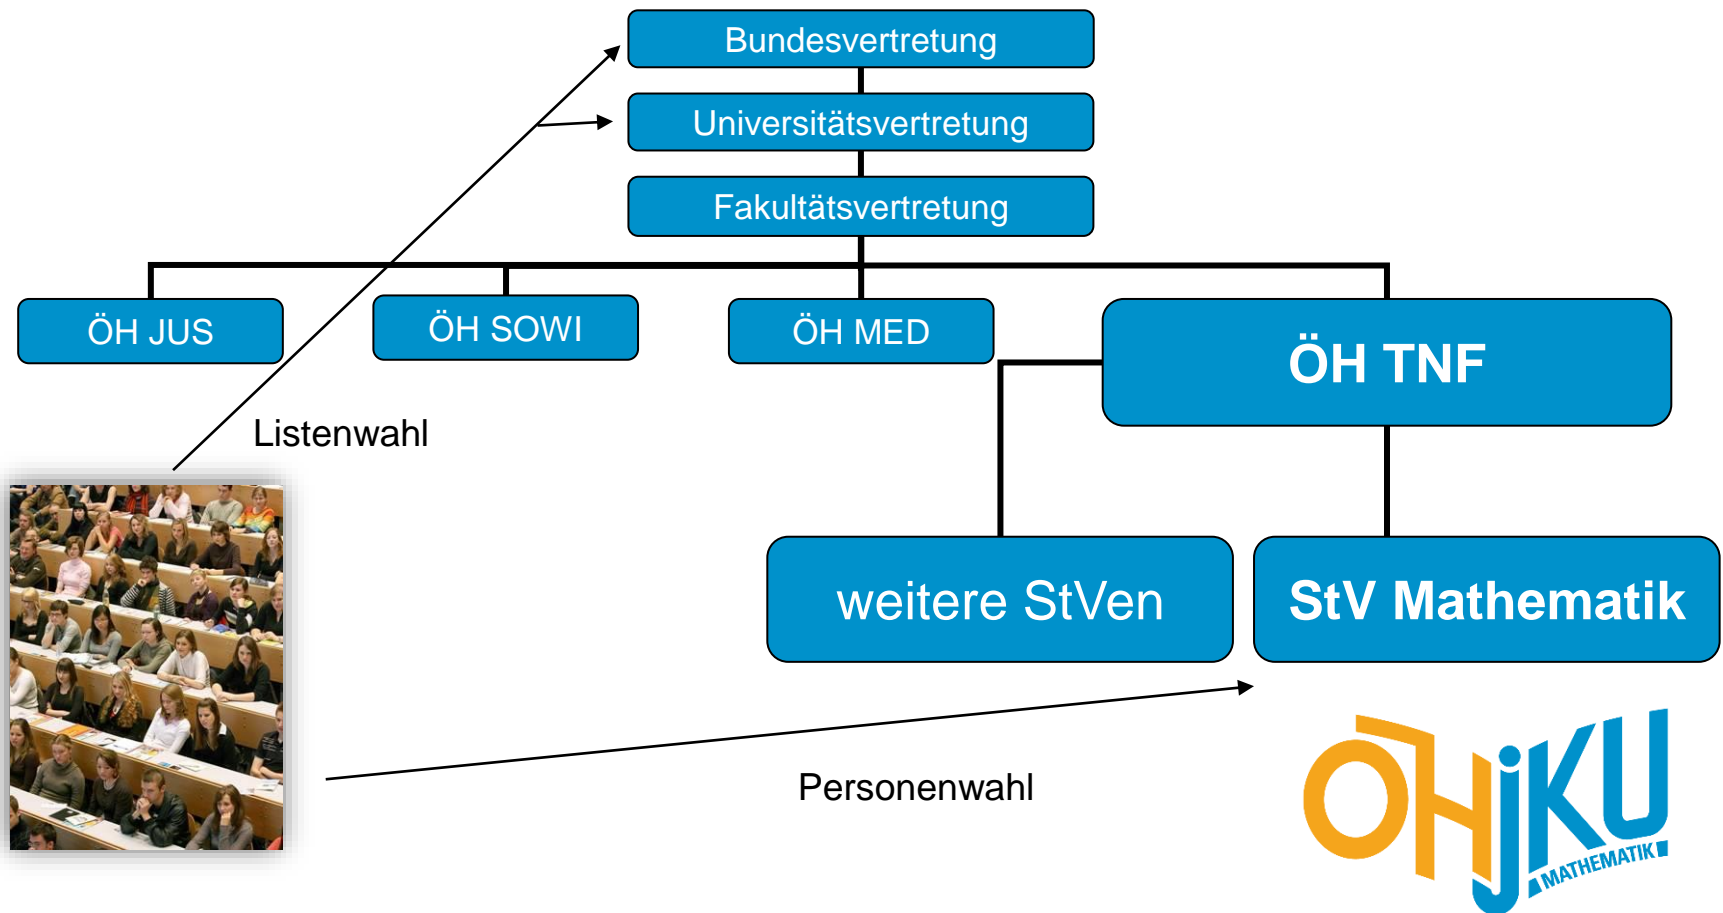 Bundesvertretung
Universitätsvertretung
Fakultätsvertretung
ÖH JUS
ÖH SOWI
ÖH MED
ÖH TNF
Listenwahl
weitere StVen
StV Mathematik
Personenwahl
ÖH JKU
MATHEMATIK